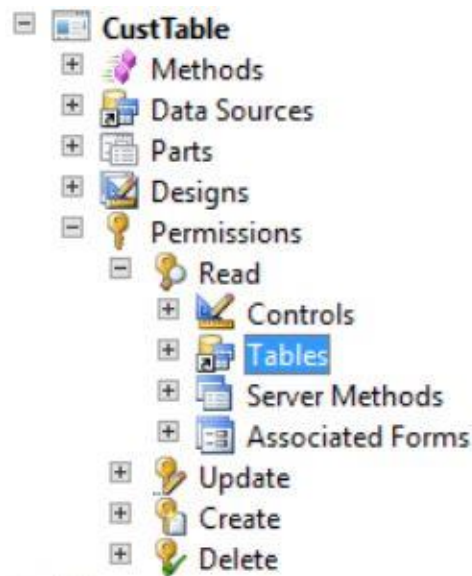 CustTable
Methods
Data Sources
Parts
Designs
Permissions
Read
Controls
Tables
Server Methods
Associated Forms
Update
Create
Delete